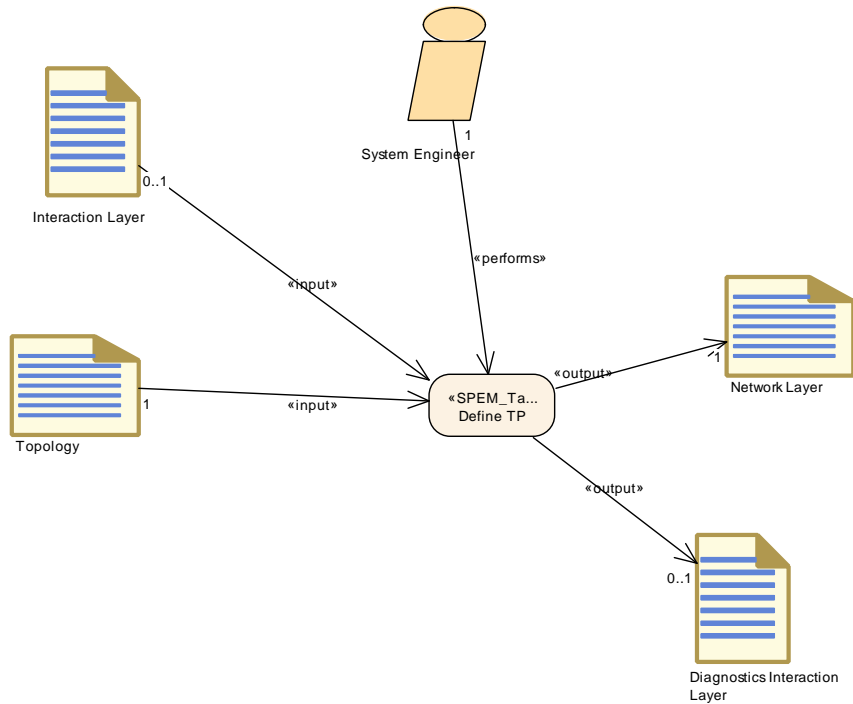 1
System Engineer
0..1
Interaction Layer
«performs»
«input»
«output»
1
Network Layer
«SPEM_Ta...
Define TP
1
«input»
Topology
«output»
0..1
Diagnostics Interaction
Layer